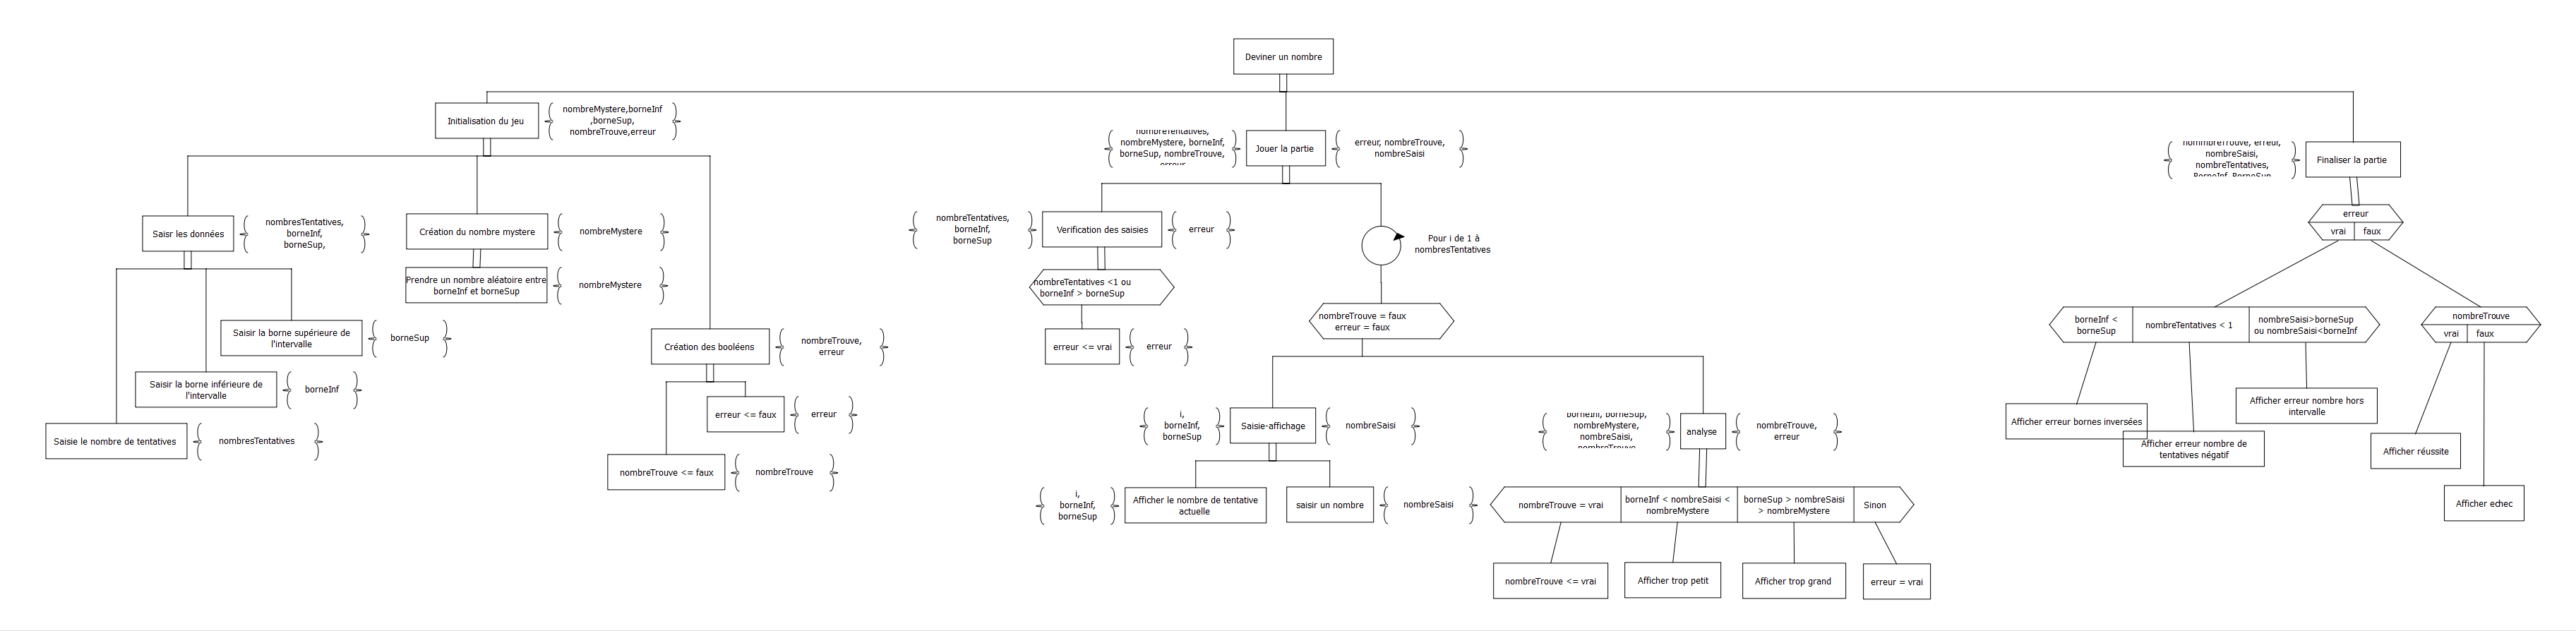 Deviner un nombre
Initialisation du jeu
nombreMystere,borneInf
,borneSup,
nombreTrouve,erreur
nombreTentatives,
nombreMystere, borneInf,
borneSup, nombreTrouve,
erreur
Jouer la partie
erreur, nombreTrouve,
nombreSaisi
nommbreTrouve, erreur,
nombreSaisi,
nombreTentatives,
BorneInf, BorneSup
Finaliser la partie
Saisr les données
nombresTentatives,
borneInf,
borneSup,
Création du nombre mystere
nombreMystere
Prendre un nombre aléatoire entre
borneInf et borneSup
nombreMystere
Saisir la borne supérieure de
l'intervalle
borneSup
Saisir la borne inférieure de
l'intervalle
borneInf
Saisie le nombre de tentatives
nombresTentatives
Création des booléens
nombreTrouve,
erreur
erreur <= faux
erreur
nombreTrouve <= faux
nombreTrouve
nombreTentatives,
borneInf,
borneSup
Verification des saisies
erreur
nombreTentatives <1 ou
borneInf > borneSup
erreur <= vrai
erreur
Pour i de 1 à
nombresTentatives
nombreTrouve = faux
erreur = faux
i,
borneInf,
borneSup
Saisie-affichage
nombreSaisi
i,
borneInf,
borneSup
Afficher le nombre de tentative
actuelle
saisir un nombre
nombreSaisi
borneInf, borneSup,
nombreMystere,
nombreSaisi,
nombreTrouve
analyse
nombreTrouve,
erreur
nombreTrouve = vrai
borneInf < nombreSaisi <
nombreMystere
borneSup > nombreSaisi
> nombreMystere
Sinon
nombreTrouve <= vrai
Afficher trop petit
Afficher trop grand
erreur = vrai
erreur
vrai
faux
borneInf <
borneSup
nombreTentatives < 1
nombreSaisi>borneSup
ou nombreSaisi<borneInf
nombreTrouve
vrai
faux
Afficher erreur bornes inversées
Afficher erreur nombre de
tentatives négatif
Afficher erreur nombre hors
intervalle
Afficher réussite
Afficher echec